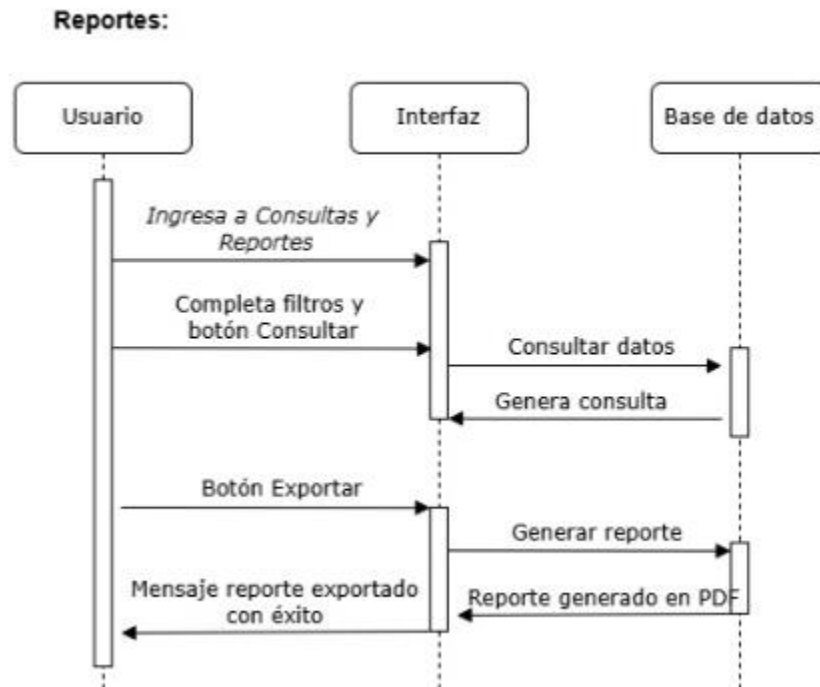 Reportes:
Usuario
Interfaz
Base de datos
Ingresa a Consultas y
Reportes
Completa filtros y
botón Consultar
Consultar datos
Genera consulta
Botón Exportar
Generar reporte
Mensaje reporte exportado
con éxito
Reporte generado en PDF